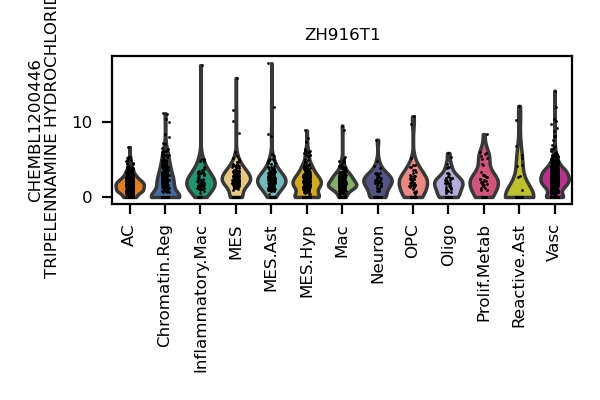 ZH916T1
CHEMBL1200446
TRIPELENNAMINE HYDROCHLORID
10
0
AC
Chromatin.Reg
Inflammatory.Mac
MES
MES.Ast
MES.Hyp
Mac
Neuron
OPC
Oligo
Prolif.Metab
Reactive.Ast
Vasc